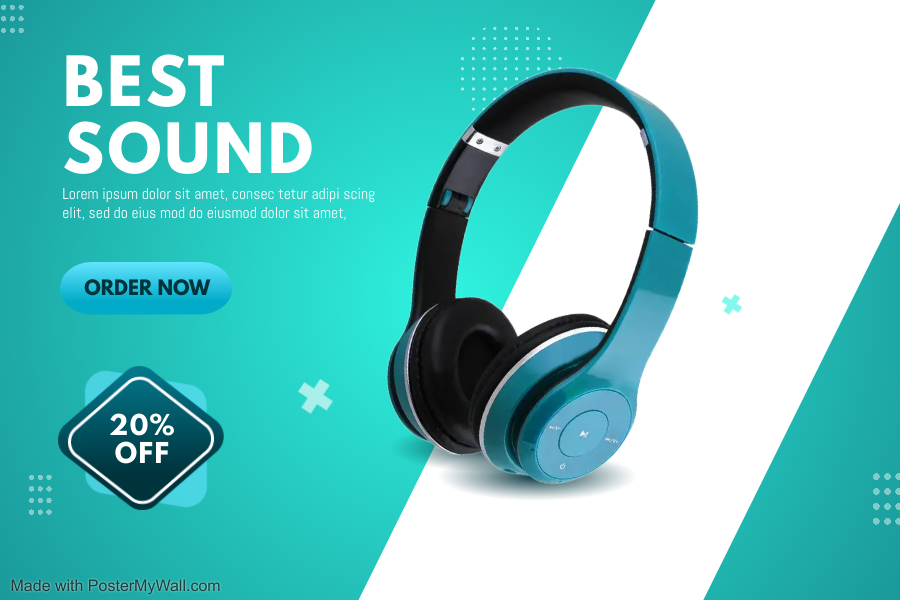 BEST
SOUND
Lorem ipsum dolor sit amet, consec tetur adipi scing
elit, sed do eius mod do eiusmod dolor sit amet,
ORDER NOW
20%
OFF
Made with PosterMyWall.com